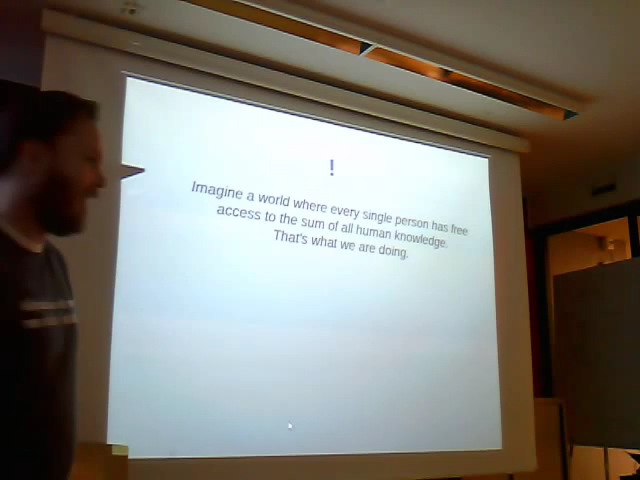 !
Imagine a world where every single person has free
access to the sum of all human knowledge.
That's what we are doing.